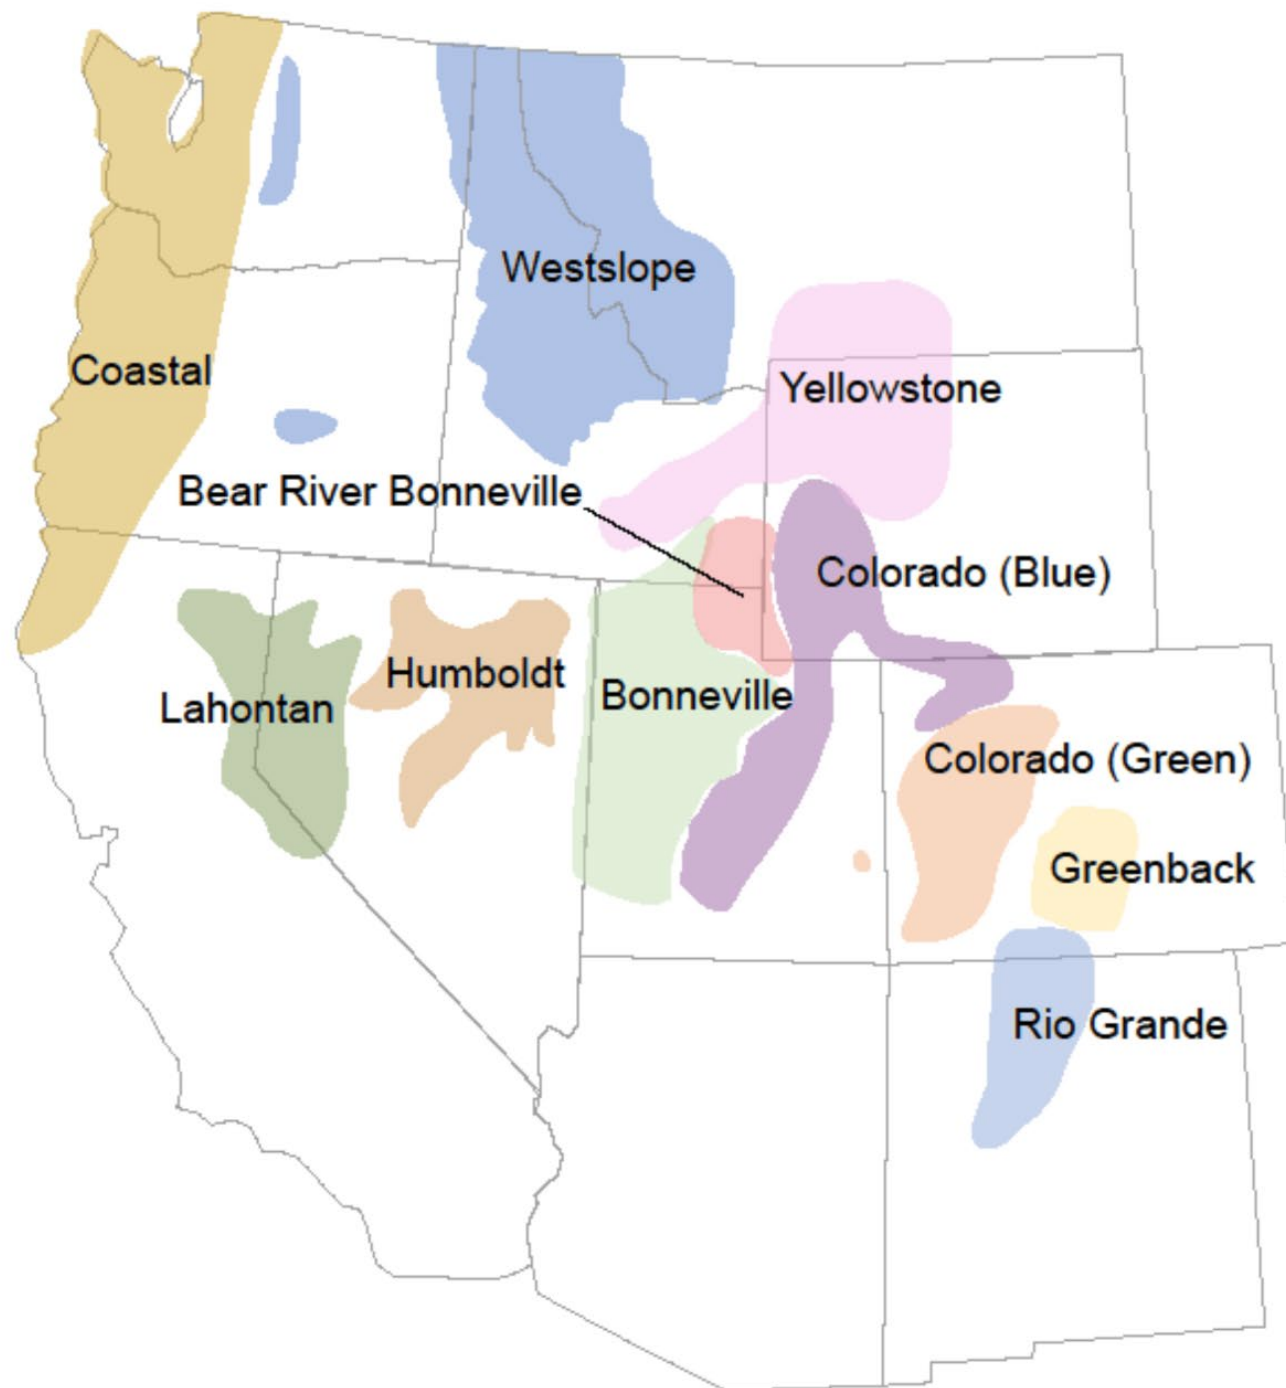 Westslope
Coastal
Yellowstone
Bear River Bonneville
Colorado (Blue)
Humboldt
Lahontan
Bonneville
Colorado (Green)
Greenback
Rio Grande